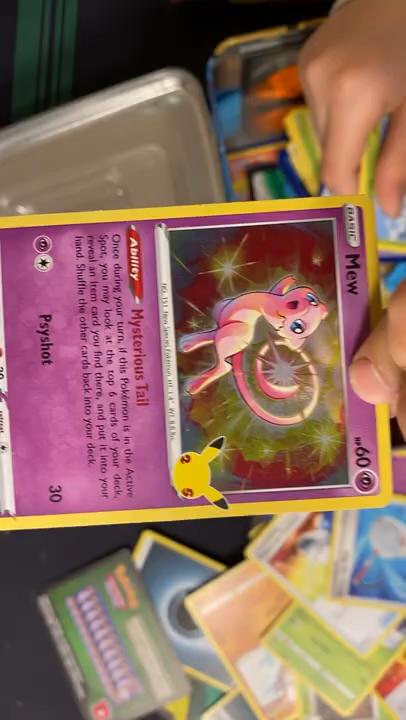 BASIC
Mew
HP60
NO. 151 New Species Pokémon HT: 1'4" WT: 8.8 lbs.
25
Ability Mysterious Tail
Once during your turn, if this Pokémon is in the Active
Spot, you may look at the top 6 cards of your deck,
reveal an Item card you find there, and put it into your
hand. Shuffle the other cards back into your deck.
Psyshot
30